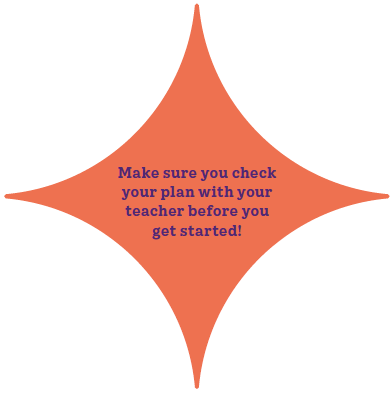 Make sure you check
your plan with your
teacher before you
get started!